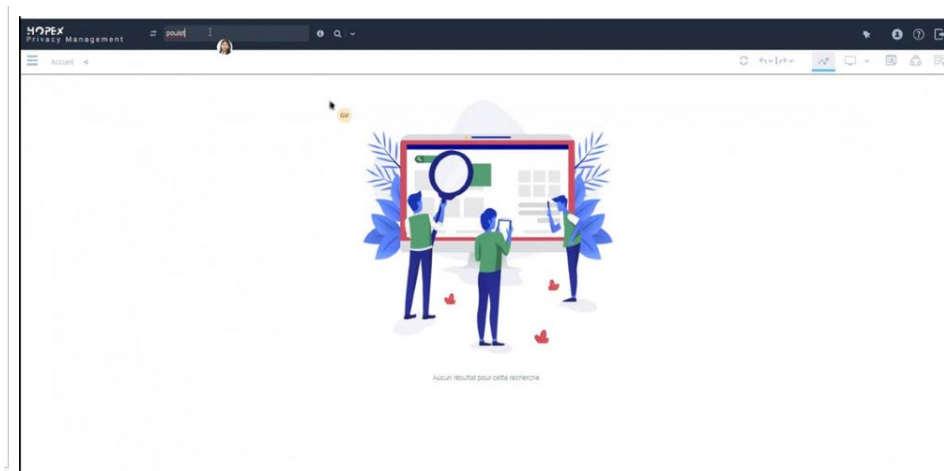 HOPEX
Privacy Management
poulet
Accueil
GV
Aucun résultat pour cette recherche